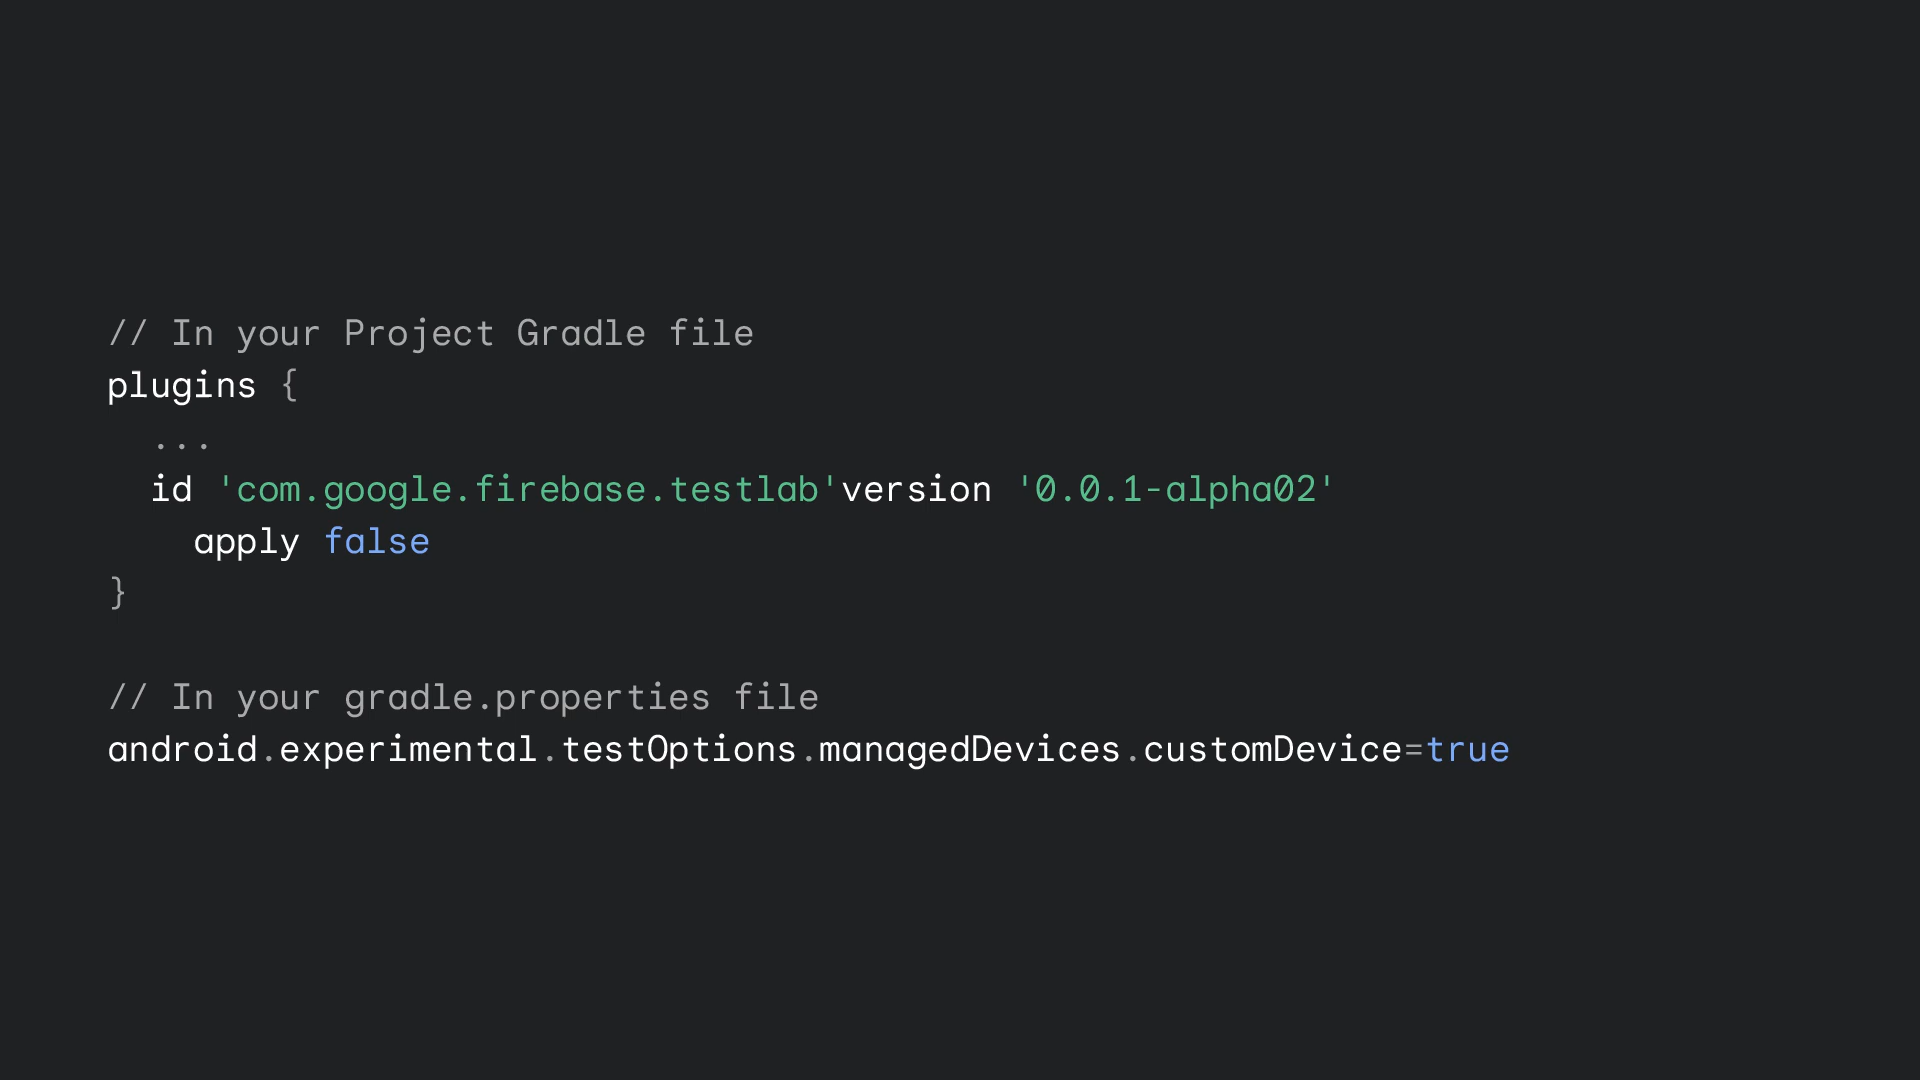 // In your Project Gradle file
plugins {
...
id 'com.google.firebase.testlab'version '0.0.1-alpha02'
apply false
}
// In your gradle.properties file
android.experimental.testOptions.managedDevices.customDevice=true